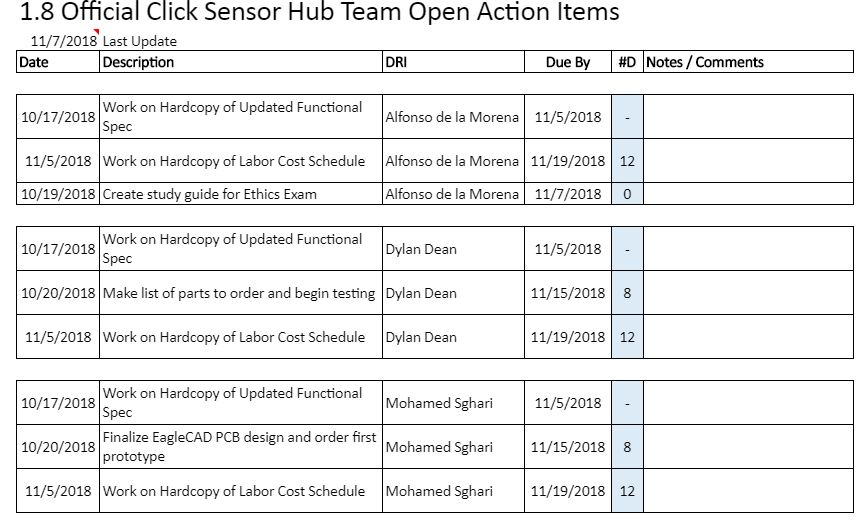 1.8 Official Click Sensor Hub Team Open Action Items
11/7/2018 Last Update
Date Description DRI Due By #D Notes / Comments
10/17/2018 Work on Hardcopy of Updated Functional
Spec Alfonso de la Morena 11/5/2018 -
11/5/2018 Work on Hardcopy of Labor Cost Schedule Alfonso de la Morena 11/19/2018 12
10/19/2018 Create study guide for Ethics Exam Alfonso de la Morena 11/7/2018 0
10/17/2018 Work on Hardcopy of Updated Functional
Spec Dylan Dean 11/5/2018 -
10/20/2018 Make list of parts to order and begin testing Dylan Dean 11/15/2018 8
11/5/2018 Work on Hardcopy of Labor Cost Schedule Dylan Dean 11/19/2018 12
10/17/2018 Work on Hardcopy of Updated Functional
Spec Mohamed Sghari 11/5/2018 -
10/20/2018 Finalize EagleCAD PCB design and order first
prototype Mohamed Sghari 11/15/2018 8
11/5/2018 Work on Hardcopy of Labor Cost Schedule Mohamed Sghari 11/19/2018 12